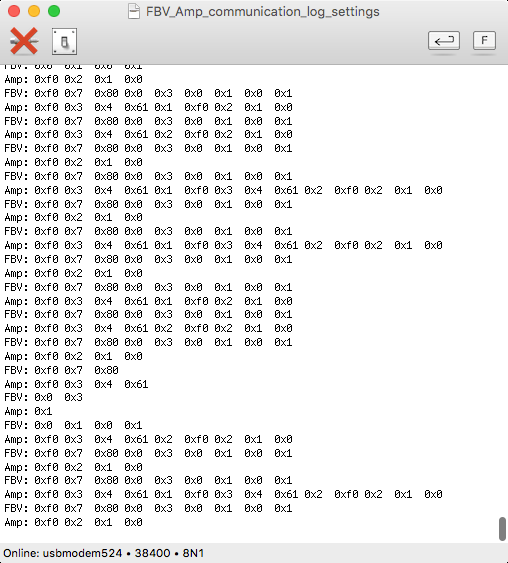 FBV_Amp_communication_log_settings
F
FBV: 0x0 0x1 0x0 0x1
Amp: 0xf0 0x2 0x1 0x0
FBV: 0xf0 0x7 0x80 0x0 0x3 0x0 0x1 0x0 0x1
Amp: 0xf0 0x3 0x4 0x61 0x1 0xf0 0x2 0x1 0x0
FBV: 0xf0 0x7 0x80 0x0 0x3 0x0 0x1 0x0 0x1
Amp: 0xf0 0x3 0x4 0x61 0x2 0xf0 0x2 0x1 0x0
FBV: 0xf0 0x7 0x80 0x0 0x3 0x0 0x1 0x0 0x1
Amp: 0xf0 0x2 0x1 0x0
FBV: 0xf0 0x7 0x80 0x0 0x3 0x0 0x1 0x0 0x1
Amp: 0xf0 0x3 0x4 0x61 0x1 0xf0 0x3 0x4 0x61 0x2 0xf0 0x2 0x1 0x0
FBV: 0xf0 0x7 0x80 0x0 0x3 0x0 0x1 0x0 0x1
Amp: 0xf0 0x2 0x1 0x0
FBV: 0xf0 0x7 0x80 0x0 0x3 0x0 0x1 0x0 0x1
Amp: 0xf0 0x3 0x4 0x61 0x1 0xf0 0x3 0x4 0x61 0x2 0xf0 0x2 0x1 0x0
FBV: 0xf0 0x7 0x80 0x0 0x3 0x0 0x1 0x0 0x1
Amp: 0xf0 0x2 0x1 0x0
FBV: 0xf0 0x7 0x80 0x0 0x3 0x0 0x1 0x0 0x1
Amp: 0xf0 0x3 0x4 0x61 0x1 0xf0 0x2 0x1 0x0
FBV: 0xf0 0x7 0x80 0x0 0x3 0x0 0x1 0x0 0x1
Amp: 0xf0 0x3 0x4 0x61 0x2 0xf0 0x2 0x1 0x0
FBV: 0xf0 0x7 0x80 0x0 0x3 0x0 0x1 0x0 0x1
Amp: 0xf0 0x2 0x1 0x0
FBV: 0xf0 0x7 0x80
Amp: 0xf0 0x3 0x4 0x61
FBV: 0x0 0x3
Amp: 0x1
FBV: 0x0 0x1 0x0 0x1
Amp: 0xf0 0x3 0x4 0x61 0x2 0xf0 0x2 0x1 0x0
FBV: 0xf0 0x7 0x80 0x0 0x3 0x0 0x1 0x0 0x1
Amp: 0xf0 0x2 0x1 0x0
FBV: 0xf0 0x7 0x80 0x0 0x3 0x0 0x1 0x0 0x1
Amp: 0xf0 0x3 0x4 0x61 0x1 0xf0 0x3 0x4 0x61 0x2 0xf0 0x2 0x1 0x0
FBV: 0xf0 0x7 0x80 0x0 0x3 0x0 0x1 0x0 0x1
Amp: 0xf0 0x2 0x1 0x0
Online: usbmodem524 • 38400 • 8N1